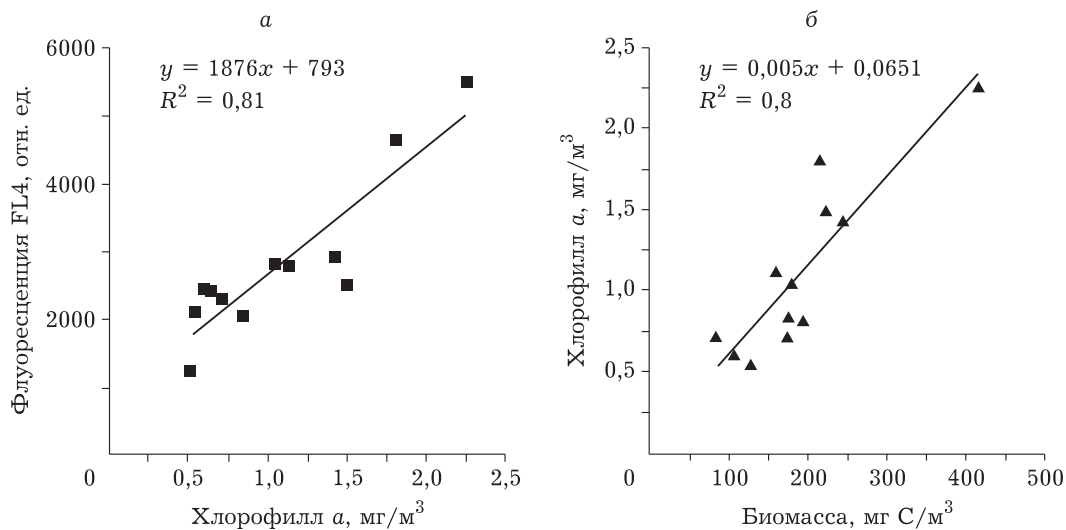 а
6000
4000
2000
0
Флуоресценция FL4, отн. ед.
y = 1876x + 793
R² = 0,81
0,5
1,0
1,5
2,0
2,5
Хлорофилл а, мг/м³
б
2,5
2,0
1,5
1,0
0,5
0
Хлорофилл а, мг/м³
y = 0,005x + 0,0651
R² = 0,8
100
200
300
400
500
Биомасса, мг С/м³